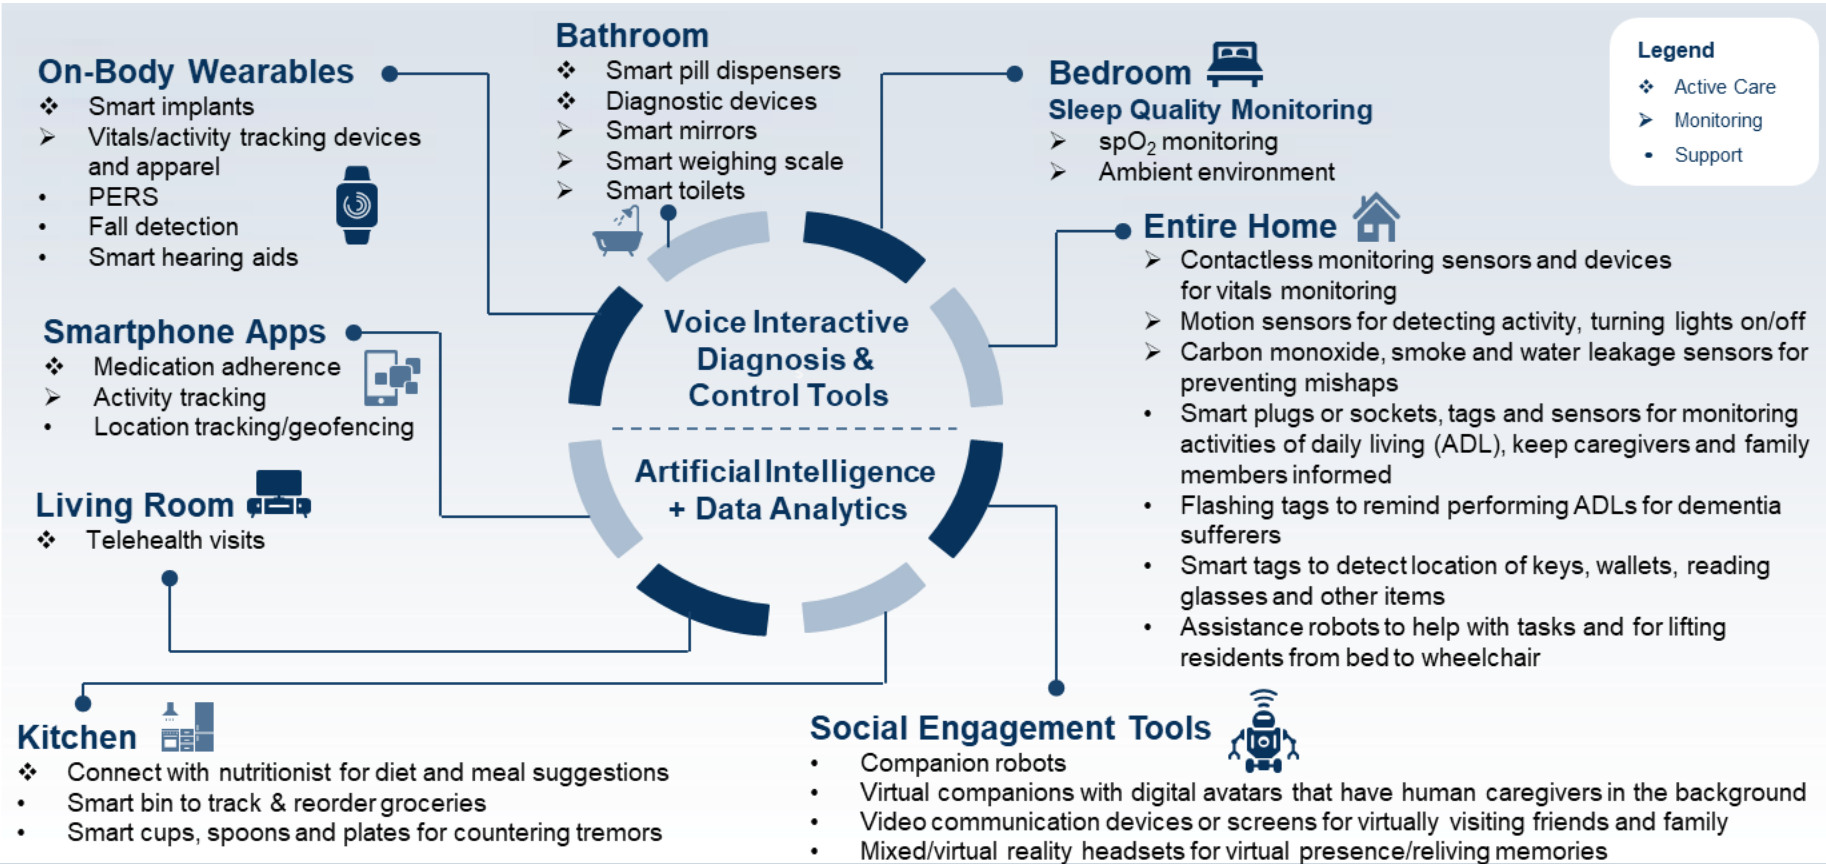 On-Body Wearables
❖ Smart implants
➢ Vitals/activity tracking devices
and apparel
• PERS
• Fall detection
• Smart hearing aids
Smartphone Apps
❖ Medication adherence
➢ Activity tracking
• Location tracking/geofencing
Living Room
❖ Telehealth visits
Kitchen
❖ Connect with nutritionist for diet and meal suggestions
• Smart bin to track & reorder groceries
• Smart cups, spoons and plates for countering tremors
Bathroom
❖ Smart pill dispensers
❖ Diagnostic devices
➢ Smart mirrors
➢ Smart weighing scale
➢ Smart toilets
Voice Interactive
Diagnosis &
Control Tools
Artificial Intelligence
+ Data Analytics
Bedroom
Sleep Quality Monitoring
➢ spO₂ monitoring
➢ Ambient environment
Legend
❖ Active Care
➢ Monitoring
• Support
Entire Home
➢ Contactless monitoring sensors and devices
for vitals monitoring
➢ Motion sensors for detecting activity, turning lights on/off
➢ Carbon monoxide, smoke and water leakage sensors for
preventing mishaps
• Smart plugs or sockets, tags and sensors for monitoring
activities of daily living (ADL), keep caregivers and family
members informed
• Flashing tags to remind performing ADLs for dementia
sufferers
• Smart tags to detect location of keys, wallets, reading
glasses and other items
• Assistance robots to help with tasks and for lifting
residents from bed to wheelchair
Social Engagement Tools
• Companion robots
• Virtual companions with digital avatars that have human caregivers in the background
• Video communication devices or screens for virtually visiting friends and family
• Mixed/virtual reality headsets for virtual presence/reliving memories